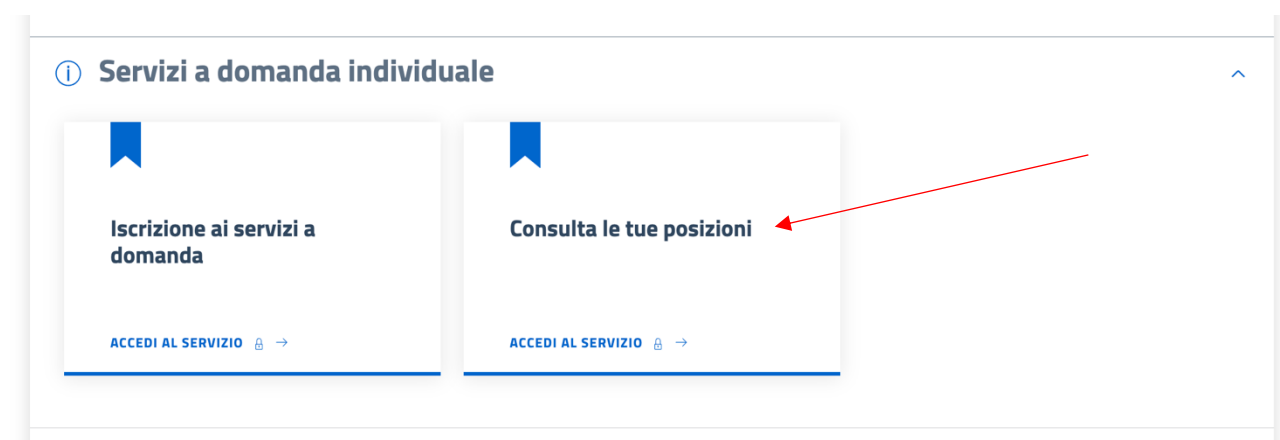 Servizi a domanda individuale
Iscrizione ai servizi a
domanda
ACCEDI AL SERVIZIO
Consulta le tue posizioni
ACCEDI AL SERVIZIO